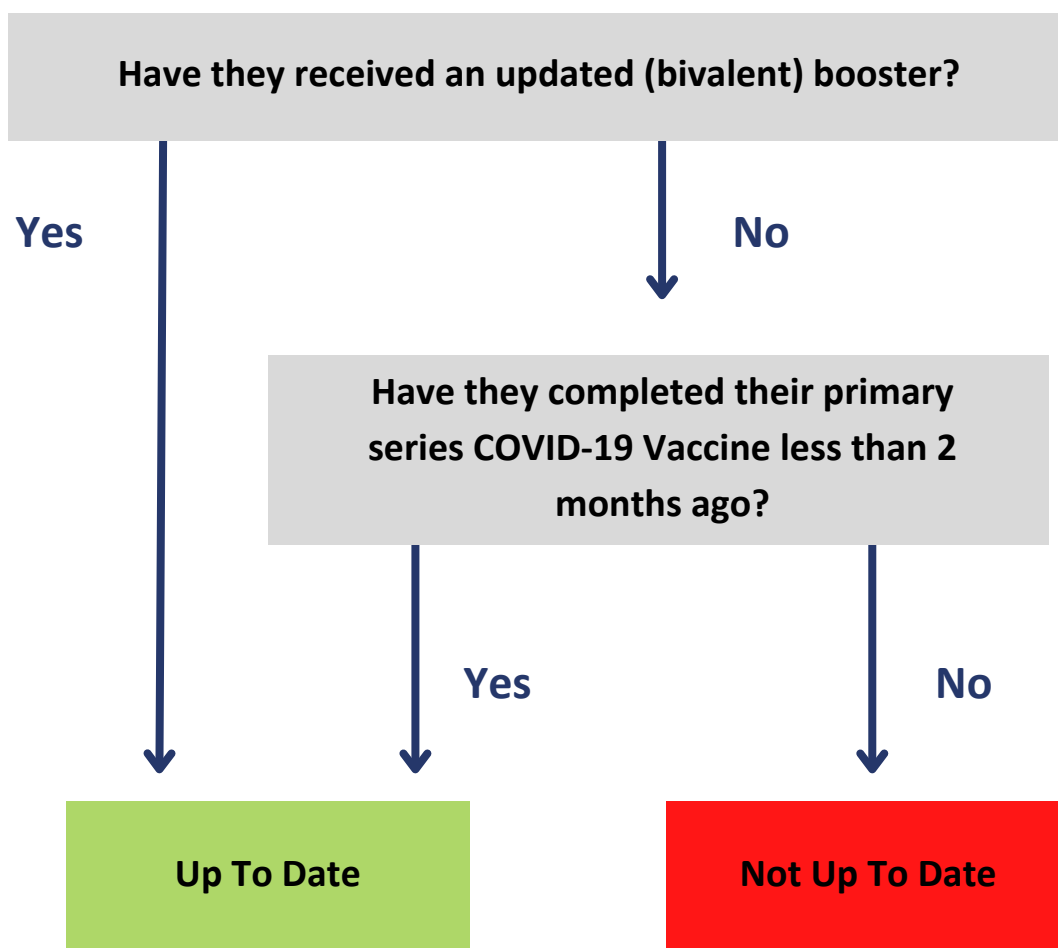 Have they received an updated (bivalent) booster?
Yes
No
Have they completed their primary
series COVID-19 Vaccine less than 2
months ago?
Yes
No
Up To Date
Not Up To Date